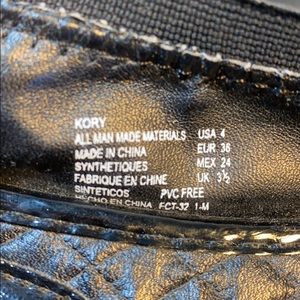 KORY
ALL MAN MADE MATERIALS USA 4
MADE IN CHINA EUR 36
SYNTHETIQUES MEX 24
FABRIQUE EN CHINE UK 3½
SINTETICOS PVC FREE
HECHO EN CHINA FCT-32 1-M